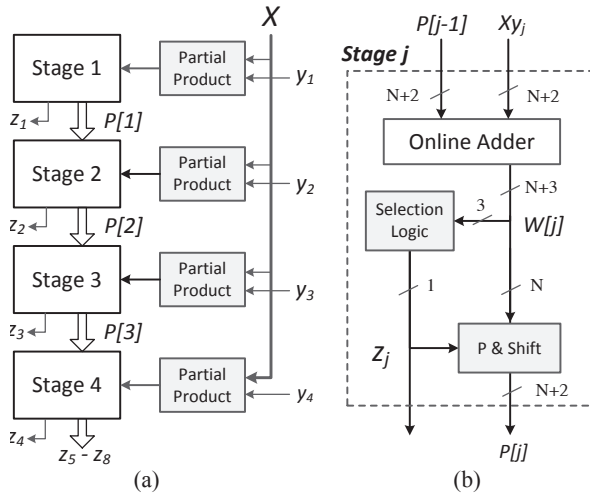 X
Stage 1
Partial
Product
y1
z1
P[1]
Stage 2
Partial
Product
y2
z2
P[2]
Stage 3
Partial
Product
y3
z3
P[3]
Stage 4
Partial
Product
y4
z4
z5 - z8
(a)
P[j-1]
Xyj
Stage j
N+2
N+2
Online Adder
N+3
3
Selection
Logic
W[j]
1
N
Zj
P & Shift
N+2
P[j]
(b)